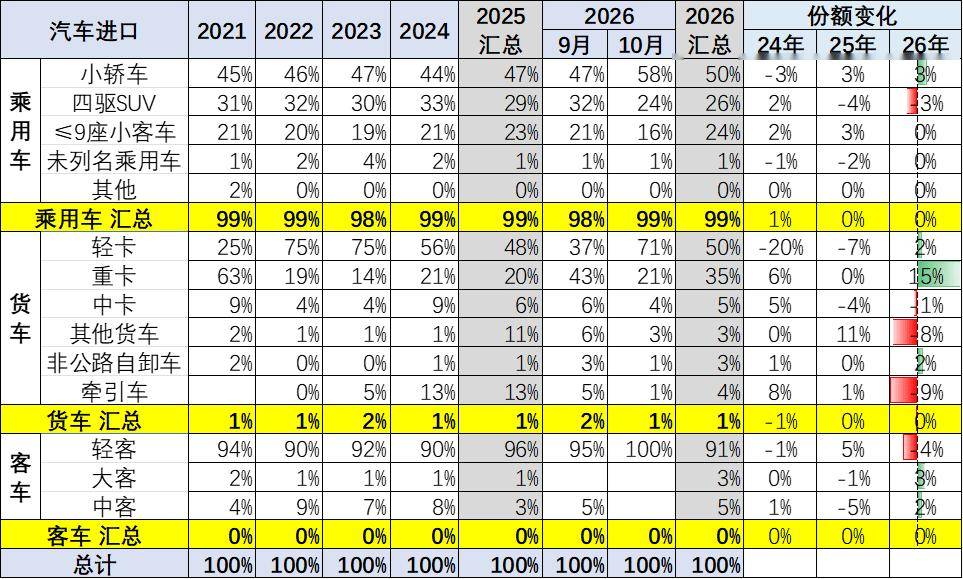 汽车进口 2021 2022 2023 2024 2025 汇总 2026 9月 10月 2026 汇总 份额变化 24年 25年 26年
乘用车
小轿车 45% 46% 47% 44% 47% 47% 58% 50% -3% 3% 3%
四驱SUV 31% 32% 30% 33% 29% 32% 24% 26% 2% -4% -3%
≤9座小客车 21% 20% 19% 21% 23% 21% 16% 24% 2% 3% 0%
未列名乘用车 1% 2% 4% 2% 1% 1% 1% 1% -1% -2% 0%
其他 2% 0% 0% 0% 0% 0% 0% 0% 0% 0% 0%
乘用车 汇总 99% 99% 98% 99% 99% 98% 99% 99% 1% 0% 0%
货车
轻卡 25% 75% 75% 56% 48% 37% 71% 50% -20% -7% 2%
重卡 63% 19% 14% 21% 20% 43% 21% 35% 6% 0% 15%
中卡 9% 4% 4% 9% 6% 6% 4% 5% 5% -4% -1%
其他货车 2% 1% 1% 1% 11% 6% 3% 3% 0% 11% -8%
非公路自卸车 2% 0% 0% 1% 1% 3% 1% 3% 1% 0% 2%
牵引车 0% 5% 13% 13% 5% 1% 4% 8% 1% -9%
货车 汇总 1% 1% 2% 1% 1% 2% 1% 1% -1% 0% 0%
客车
轻客 94% 90% 92% 90% 96% 95% 100% 91% -1% 5% -4%
大客 2% 1% 1% 1% 1% 3% 0% -1% 3%
中客 4% 9% 7% 8% 3% 5% 5% 1% -5% 2%
客车 汇总 0% 0% 0% 0% 0% 0% 0% 0% 0% 0% 0%
总计 100% 100% 100% 100% 100% 100% 100% 100%